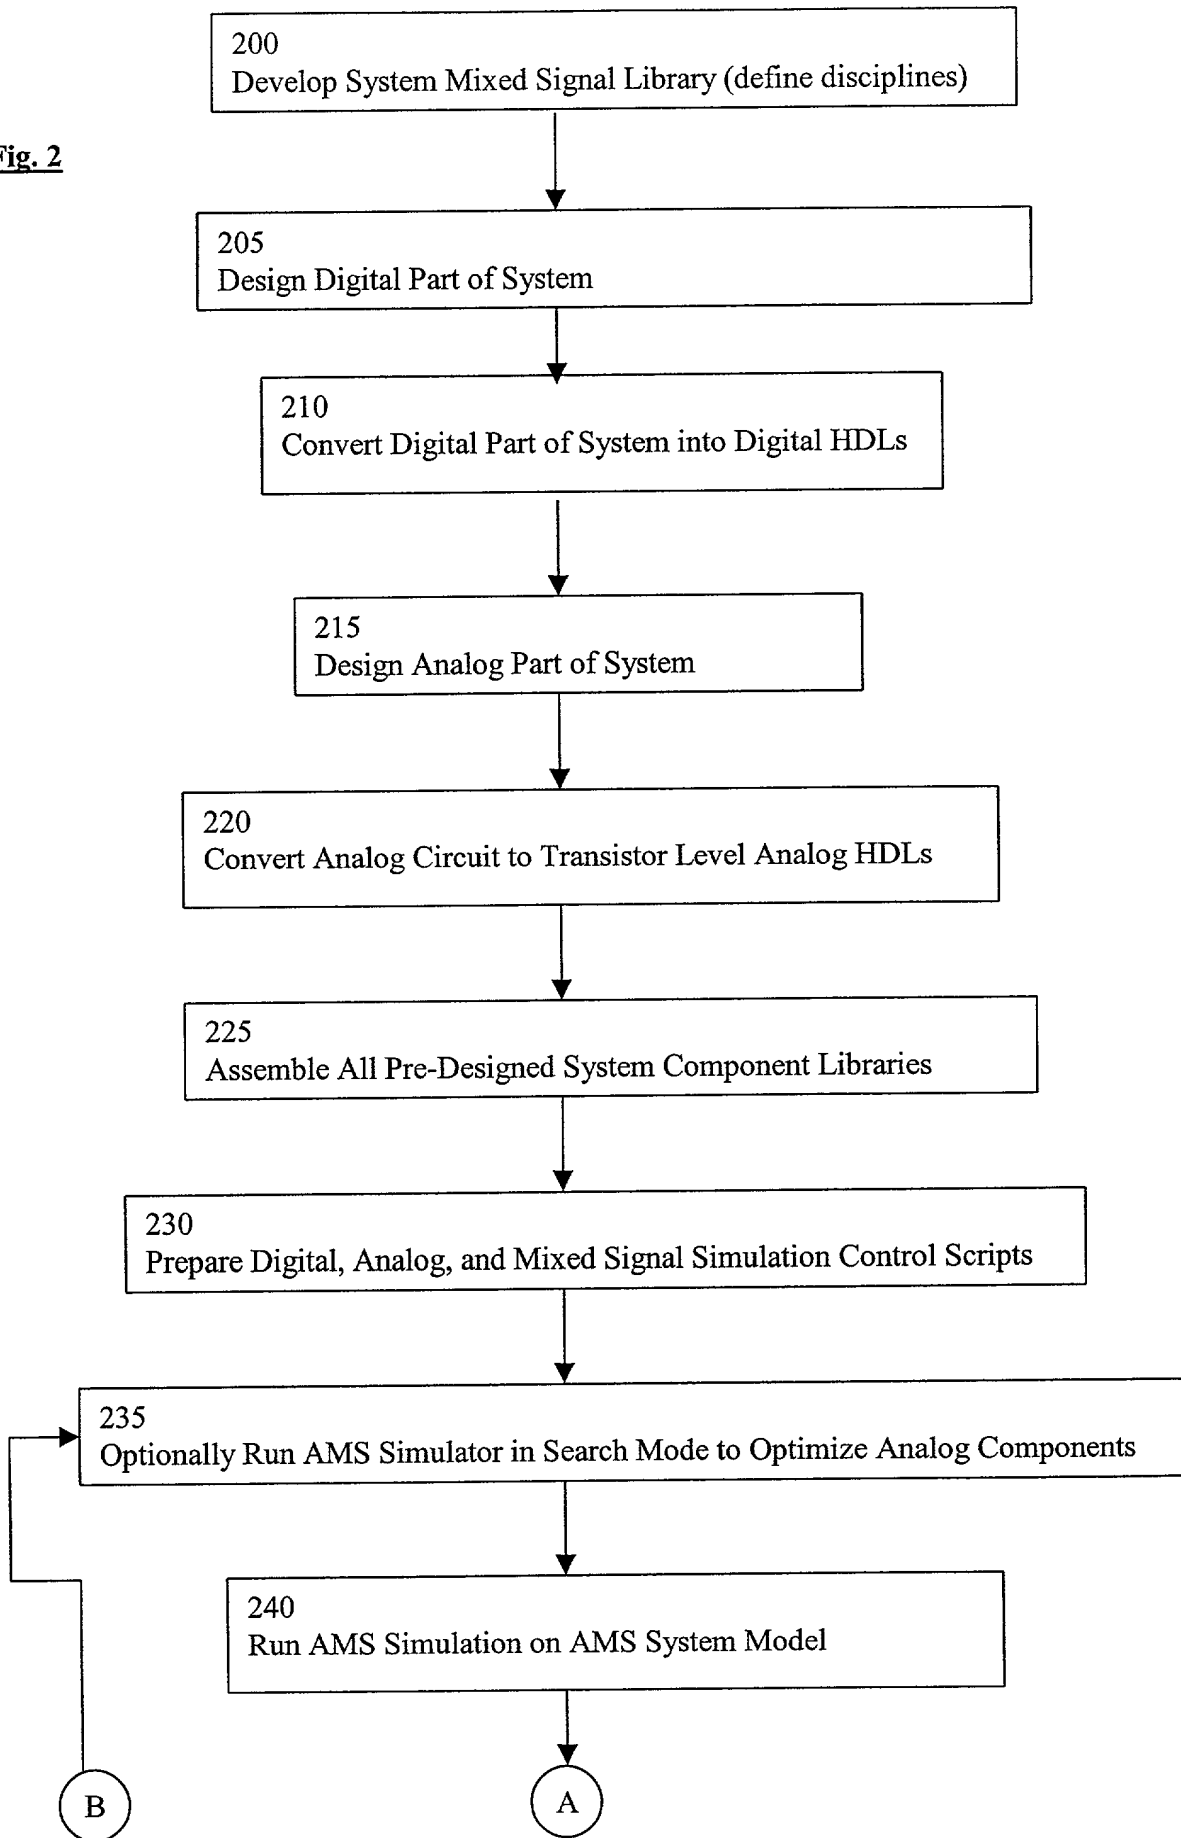 200
Develop System Mixed Signal Library (define disciplines)
Fig. 2
205
Design Digital Part of System
210
Convert Digital Part of System into Digital HDLs
215
Design Analog Part of System
220
Convert Analog Circuit to Transistor Level Analog HDLs
225
Assemble All Pre-Designed System Component Libraries
230
Prepare Digital, Analog, and Mixed Signal Simulation Control Scripts
235
Optionally Run AMS Simulator in Search Mode to Optimize Analog Components
240
Run AMS Simulation on AMS System Model
B
A